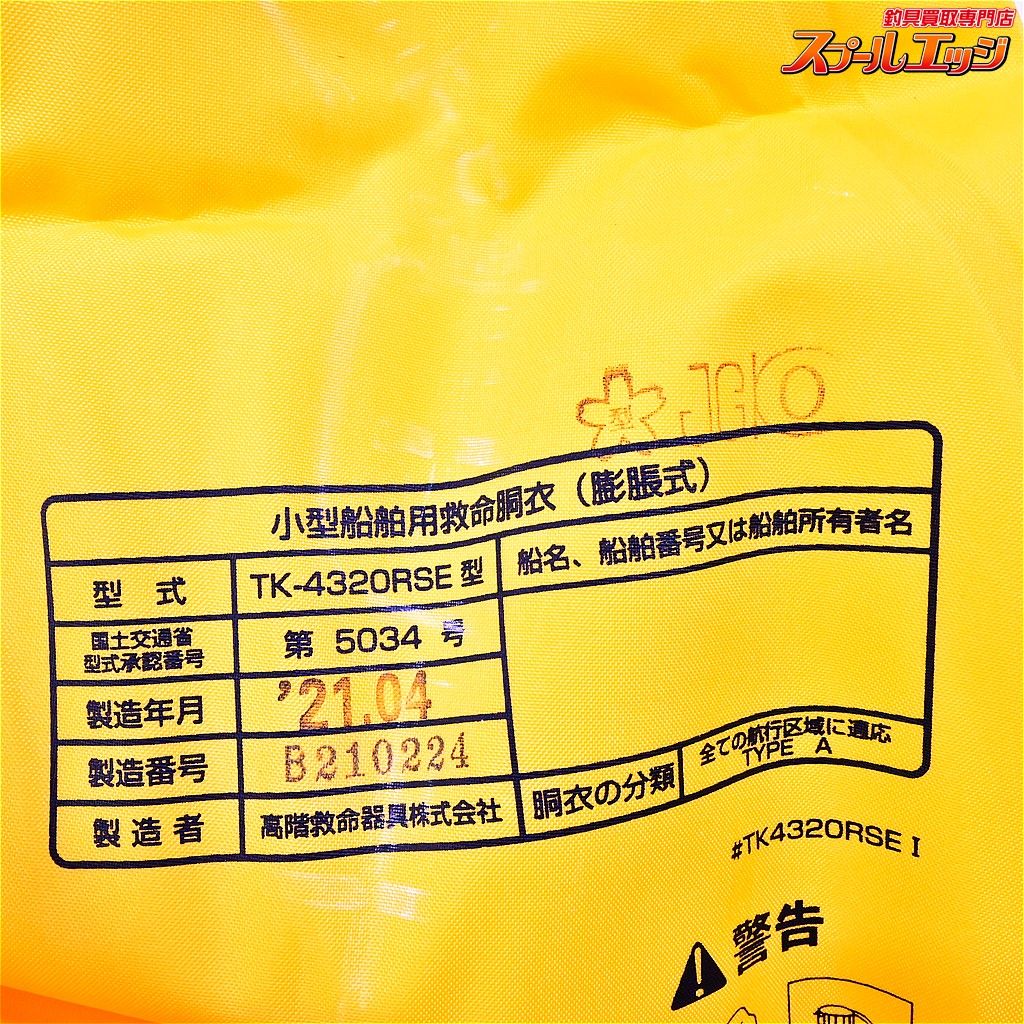 釣具買取専門店
スプールエッジ
型 JG
小型船舶用救命胴衣（膨脹式）
型 式 TK-4320RSE 型
船名、船舶番号又は船舶所有者名
国土交通省
型式承認番号 第 5034 号
製造年月 '21.04
製造番号 B210224
製造者 高階救命器具株式会社
胴衣の分類 全ての航行区域に適応
TYPE A
#TK4320RSE I
警告